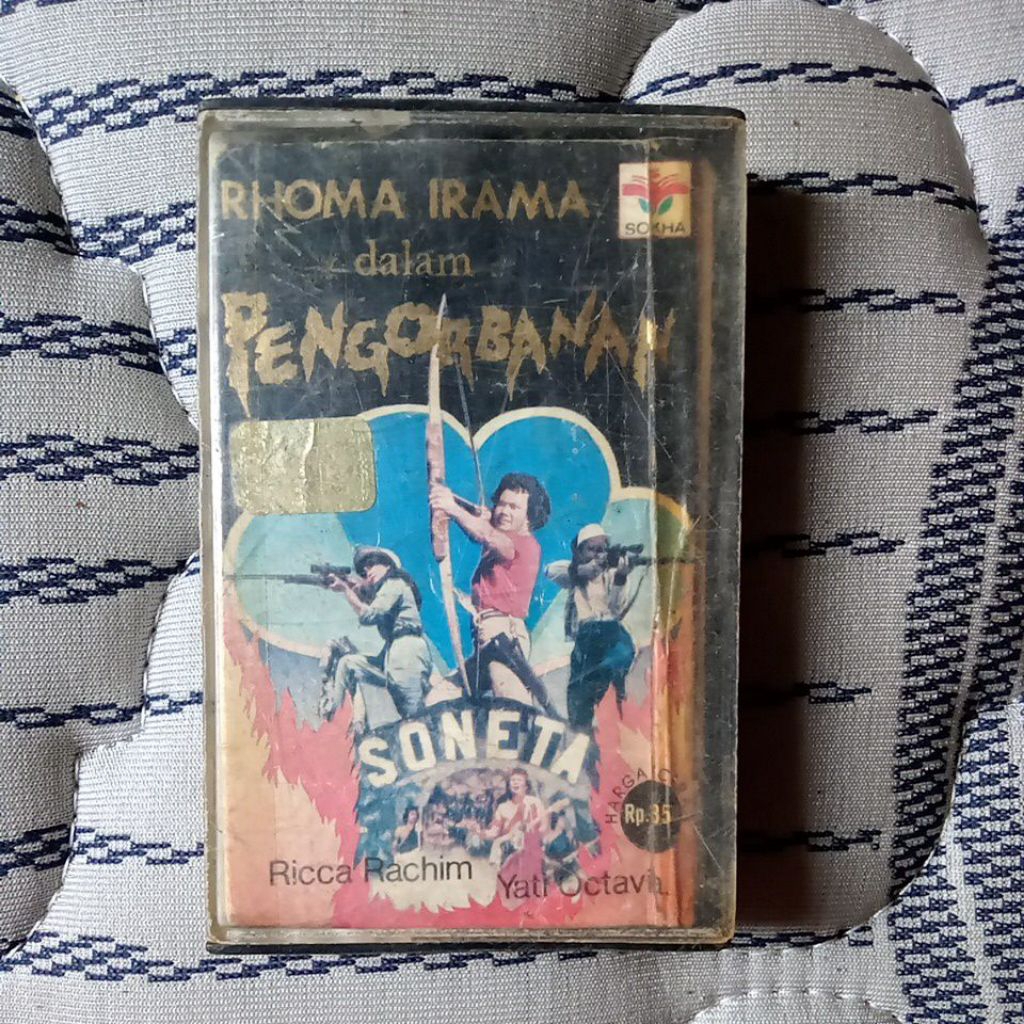 RHOMA IRAMA
SOKHA
dalam
PENGORBANAN
SONETA
HARGA
Rp.85
Ricca Rachim
Yati Octavia